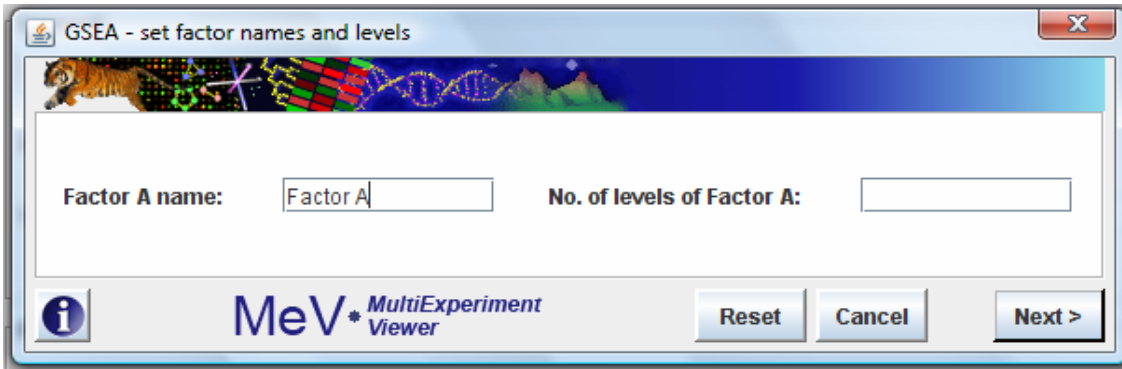 GSEA - set factor names and levels
Factor A name: Factor A No. of levels of Factor A:
MeV MultiExperiment
Viewer
Reset Cancel Next >